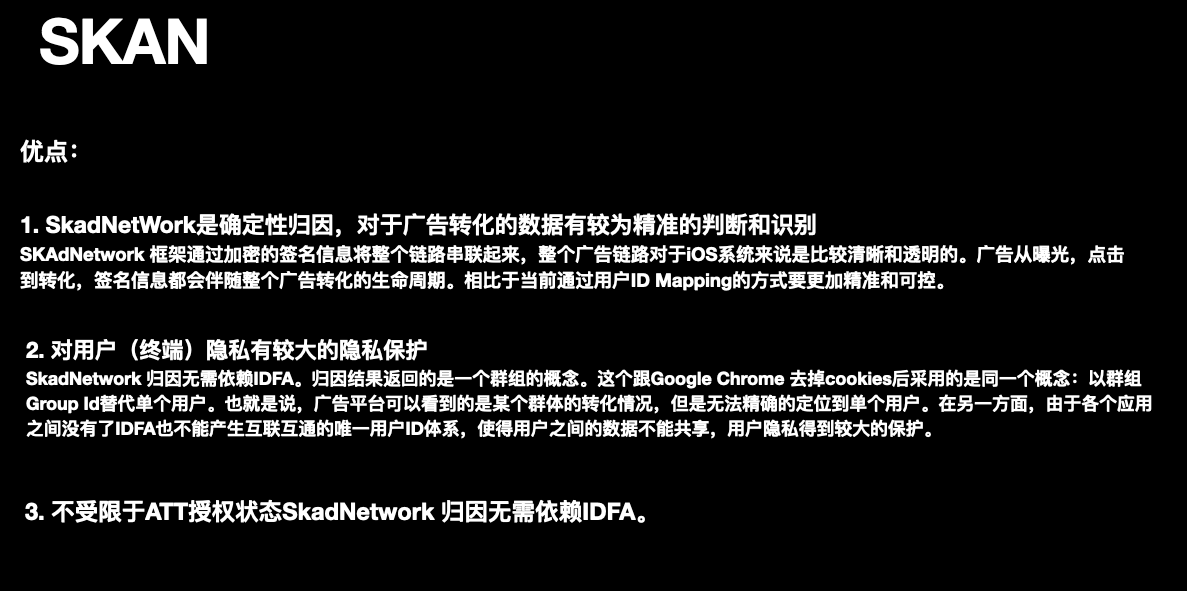 SKAN
优点：
1. SkadNetWork是确定性归因，对于广告转化的数据有较为精准的判断和识别
SKAdNetwork 框架通过加密的签名信息将整个链路串联起来，整个广告链路对于iOS系统来说是比较清晰和透明的。广告从曝光，点击
到转化，签名信息都会伴随整个广告转化的生命周期。相比于当前通过用户ID Mapping的方式要更加精准和可控。
2. 对用户（终端）隐私有较大的隐私保护
SkadNetwork 归因无需依赖IDFA。归因结果返回的是一个群组的概念。这个跟Google Chrome 去掉cookies后采用的是同一个概念：以群组
Group Id替代单个用户。也就是说，广告平台可以看到的是某个群体的转化情况，但是无法精确的定位到单个用户。在另一方面，由于各个应用
之间没有了IDFA也不能产生互联互通的唯一用户ID体系，使得用户之间的数据不能共享，用户隐私得到较大的保护。
3. 不受限于ATT授权状态SkadNetwork 归因无需依赖IDFA。